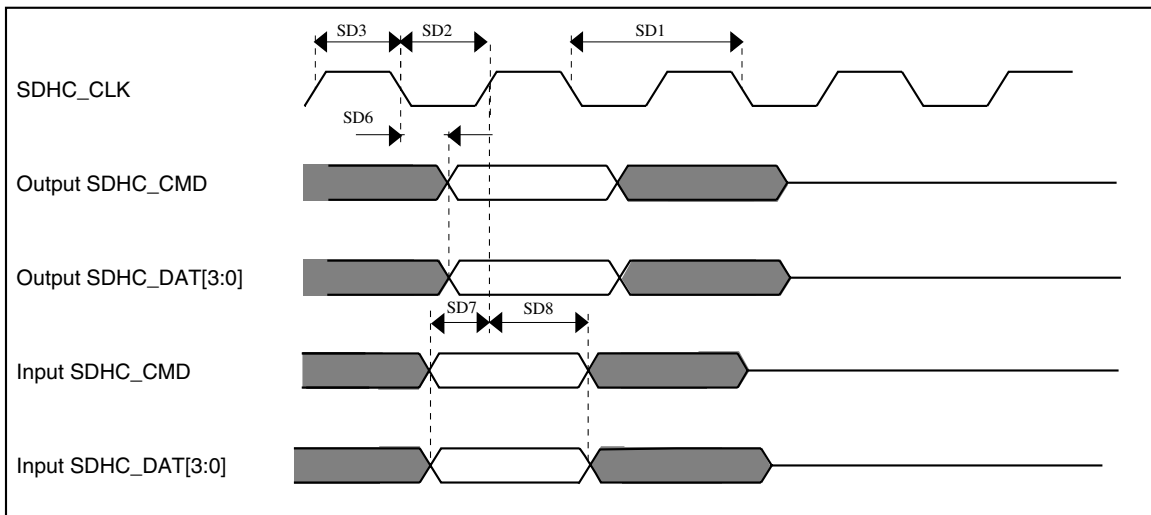 SD3 SD2 SD1
SDHC_CLK
SD6
Output SDHC_CMD
Output SDHC_DAT[3:0]
SD7 SD8
Input SDHC_CMD
Input SDHC_DAT[3:0]